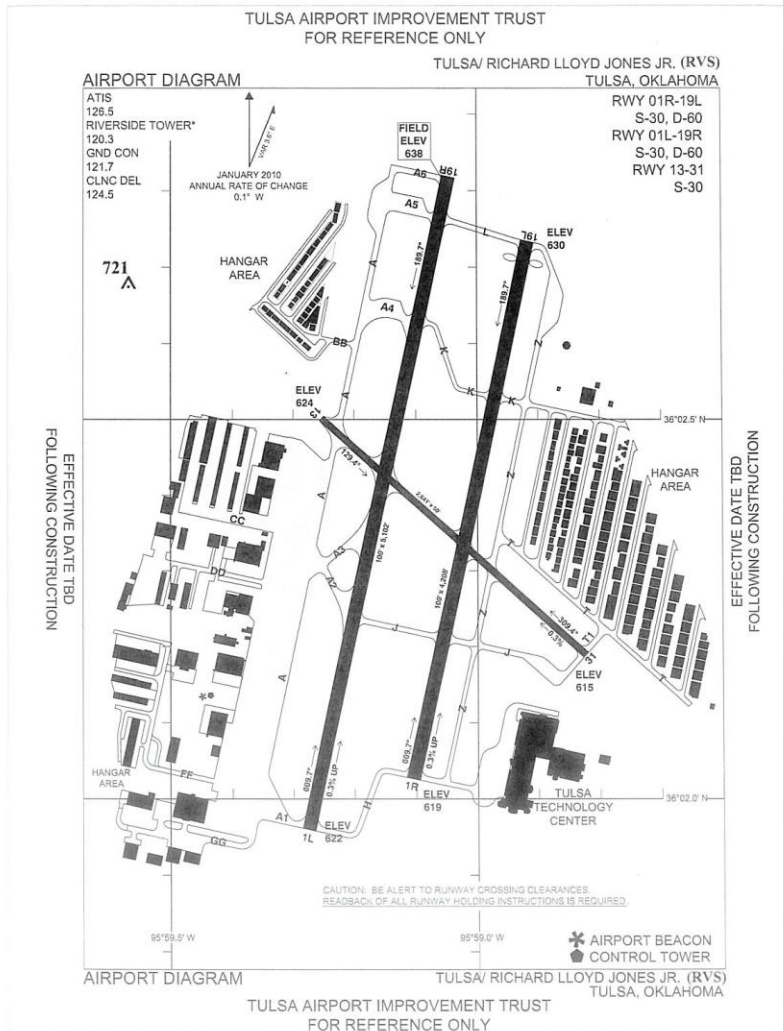 TULSA AIRPORT IMPROVEMENT TRUST
FOR REFERENCE ONLY
TULSA/ RICHARD LLOYD JONES JR. (RVS)
AIRPORT DIAGRAM
TULSA, OKLAHOMA
ATIS
126.5
RIVERSIDE TOWER*
120.3
GND CON
121.7
CLNC DEL
124.5
VAR 3.6° E
JANUARY 2010
ANNUAL RATE OF CHANGE
0.1° W
FIELD
ELEV
638
RWY 01R-19L
S-30, D-60
RWY 01L-19R
S-30, D-60
RWY 13-31
S-30
A6
19R
A5
L
19L
ELEV
630
HANGAR
AREA
721
A
189.7°
189.7°
A4
K
Z
BB
A
K
K
ELEV
624
13
36°02.5' N
129.4°
HANGAR
AREA
EFFECTIVE DATE TBD
FOLLOWING CONSTRUCTION
EFFECTIVE DATE TBD
FOLLOWING CONSTRUCTION
A
Z
CC
100' x 5,102'
T
A3
DD
A2
100' x 4,208'
Z
309.4°
0.3%
T
T1
31
T
J
J
ELEV
615
A
Z
009.7°
0.3% UP
009.7°
0.3% UP
HANGAR
AREA
FF
1R
ELEV
619
TULSA
TECHNOLOGY
CENTER
36°02.0' N
H
A1
1L
ELEV
622
GG
CAUTION: BE ALERT TO RUNWAY CROSSING CLEARANCES.
READBACK OF ALL RUNWAY HOLDING INSTRUCTIONS IS REQUIRED.
95°59.5' W
95°59.0' W
AIRPORT BEACON
CONTROL TOWER
AIRPORT DIAGRAM
TULSA/ RICHARD LLOYD JONES JR. (RVS)
TULSA, OKLAHOMA
TULSA AIRPORT IMPROVEMENT TRUST
FOR REFERENCE ONLY